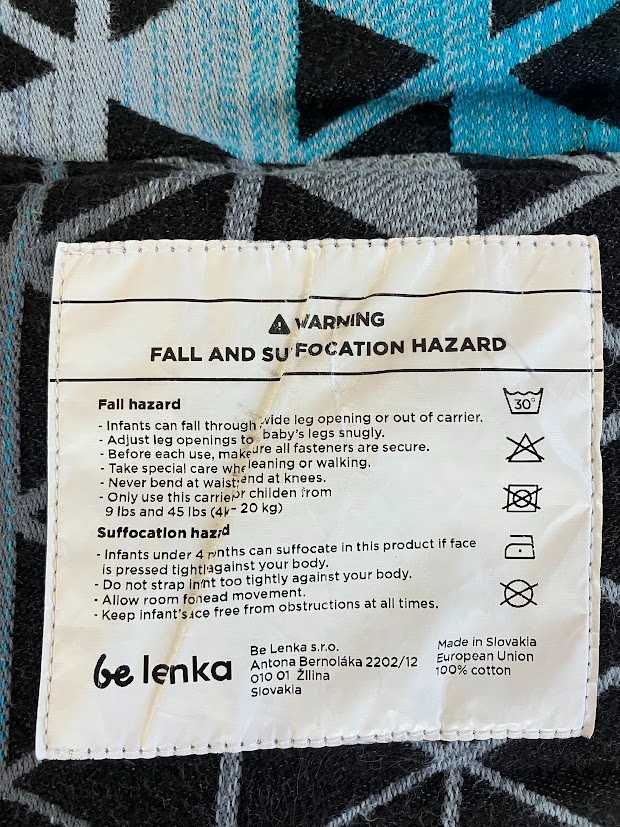 WARNING
FALL AND SUFFOCATION HAZARD
Fall hazard
- Infants can fall through wide leg opening or out of carrier.
- Adjust leg openings to baby's legs snugly.
- Before each use, make sure all fasteners are secure.
- Take special care when leaning or walking.
- Never bend at waist; bend at knees.
- Only use this carrier for childen from
9 lbs and 45 lbs (4 - 20 kg)
Suffocation hazard
- Infants under 4 months can suffocate in this product if face
is pressed tightly against your body.
- Do not strap infant too tightly against your body.
- Allow room for head movement.
- Keep infant's face free from obstructions at all times.
30°
be lenka
Be Lenka s.r.o.
Antona Bernoláka 2202/12
010 01 Žilina
Slovakia
Made in Slovakia
European Union
100% cotton